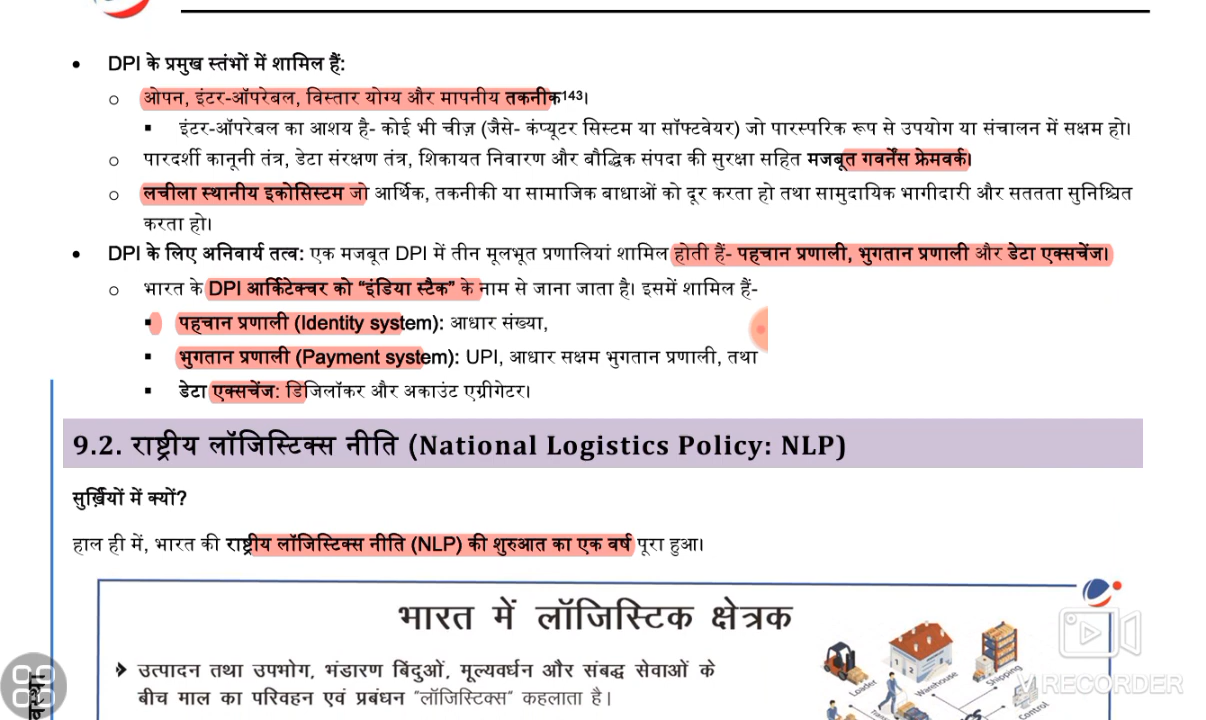 • DPI के प्रमुख स्तंभों में शामिल हैं:
o ओपन, इंटर-ऑपरेबल, विस्तार योग्य और मापनीय तकनीक¹⁴³।
▪ इंटर-ऑपरेबल का आशय है- कोई भी चीज़ (जैसे- कंप्यूटर सिस्टम या सॉफ्टवेयर) जो पारस्परिक रूप से उपयोग या संचालन में सक्षम हो।
o पारदर्शी कानूनी तंत्र, डेटा संरक्षण तंत्र, शिकायत निवारण और बौद्धिक संपदा की सुरक्षा सहित मजबूत गवर्नेंस फ्रेमवर्क।
o लचीला स्थानीय इकोसिस्टम जो आर्थिक, तकनीकी या सामाजिक बाधाओं को दूर करता हो तथा सामुदायिक भागीदारी और सततता सुनिश्चित
करता हो।
• DPI के लिए अनिवार्य तत्व: एक मजबूत DPI में तीन मूलभूत प्रणालियां शामिल होती हैं- पहचान प्रणाली, भुगतान प्रणाली और डेटा एक्सचेंज।
o भारत के DPI आर्किटेक्चर को “इंडिया स्टैक” के नाम से जाना जाता है। इसमें शामिल हैं-
▪ पहचान प्रणाली (Identity system): आधार संख्या,
▪ भुगतान प्रणाली (Payment system): UPI, आधार सक्षम भुगतान प्रणाली, तथा
▪ डेटा एक्सचेंज: डिजिलॉकर और अकाउंट एग्रीगेटर।
9.2. राष्ट्रीय लॉजिस्टिक्स नीति (National Logistics Policy: NLP)
सुर्ख़ियों में क्यों?
हाल ही में, भारत की राष्ट्रीय लॉजिस्टिक्स नीति (NLP) की शुरुआत का एक वर्ष पूरा हुआ।
भारत में लॉजिस्टिक क्षेत्रक
उत्पादन तथा उपभोग, भंडारण बिंदुओं, मूल्यवर्धन और संबद्ध सेवाओं के
बीच माल का परिवहन एवं प्रबंधन "लॉजिस्टिक्स" कहलाता है।
Loader
Warehouse
Shipping
Control
RECORDER